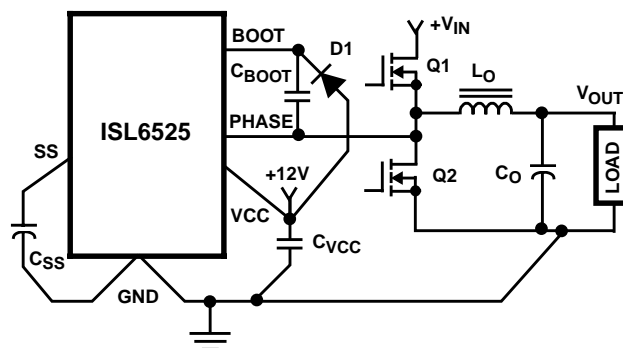 +VIN
BOOT
D1
Q1
CBOOT
LO
VOUT
ISL6525
PHASE
SS
+12V
Q2
CO
LOAD
VCC
CVCC
CSS
GND